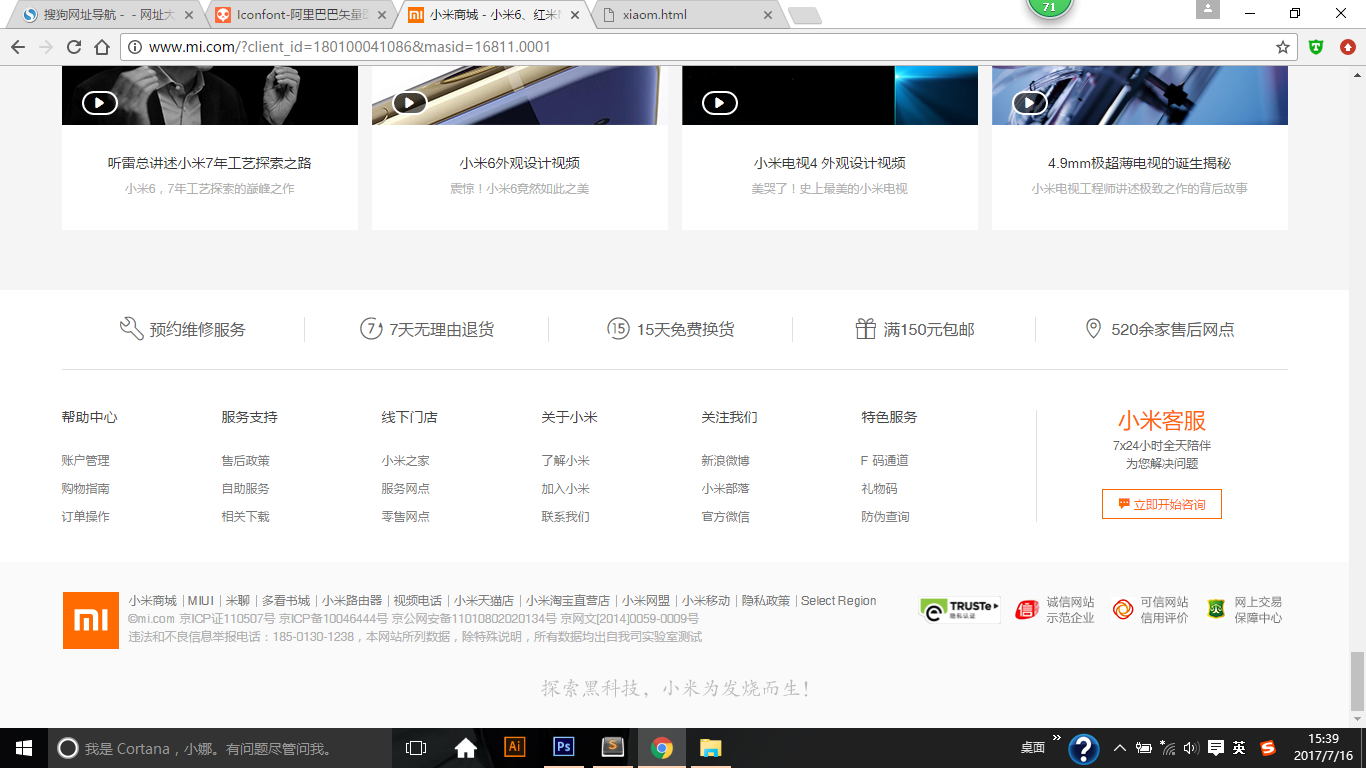 搜狗网址导航 - - 网址大
Iconfont-阿里巴巴矢量图
小米商城 - 小米6、红米N
xiaom.html
71
www.mi.com/?client_id=180100041086&masid=16811.0001
听雷总讲述小米7年工艺探索之路
小米6外观设计视频
小米电视4 外观设计视频
4.9mm极超薄电视的诞生揭秘
小米6，7年工艺探索的巅峰之作
震惊！小米6竟然如此之美
美哭了！史上最美的小米电视
小米电视工程师讲述极致之作的背后故事
预约维修服务
7 7天无理由退货
15 15天免费换货
满150元包邮
520余家售后网点
帮助中心
账户管理
购物指南
订单操作
服务支持
售后政策
自助服务
相关下载
线下门店
小米之家
服务网点
零售网点
关于小米
了解小米
加入小米
联系我们
关注我们
新浪微博
小米部落
官方微信
特色服务
F 码通道
礼物码
防伪查询
小米客服
7x24小时全天陪伴
为您解决问题
立即开始咨询
小米商城 | MIUI | 米聊 | 多看书城 | 小米路由器 | 视频电话 | 小米天猫店 | 小米淘宝直营店 | 小米网盟 | 小米移动 | 隐私政策 | Select Region
©mi.com 京ICP证110507号 京ICP备10046444号 京公网安备11010802020134号 京网文[2014]0059-0009号
违法和不良信息举报电话：185-0130-1238，本网站所列数据，除特殊说明，所有数据均出自我司实验室测试
TRUSTe
隐私认证
诚信网站
示范企业
可信网站
信用评价
网上交易
保障中心
探索黑科技，小米为发烧而生！
我是 Cortana，小娜。有问题尽管问我。
Ai
Ps
桌面
英
15:39
2017/7/16